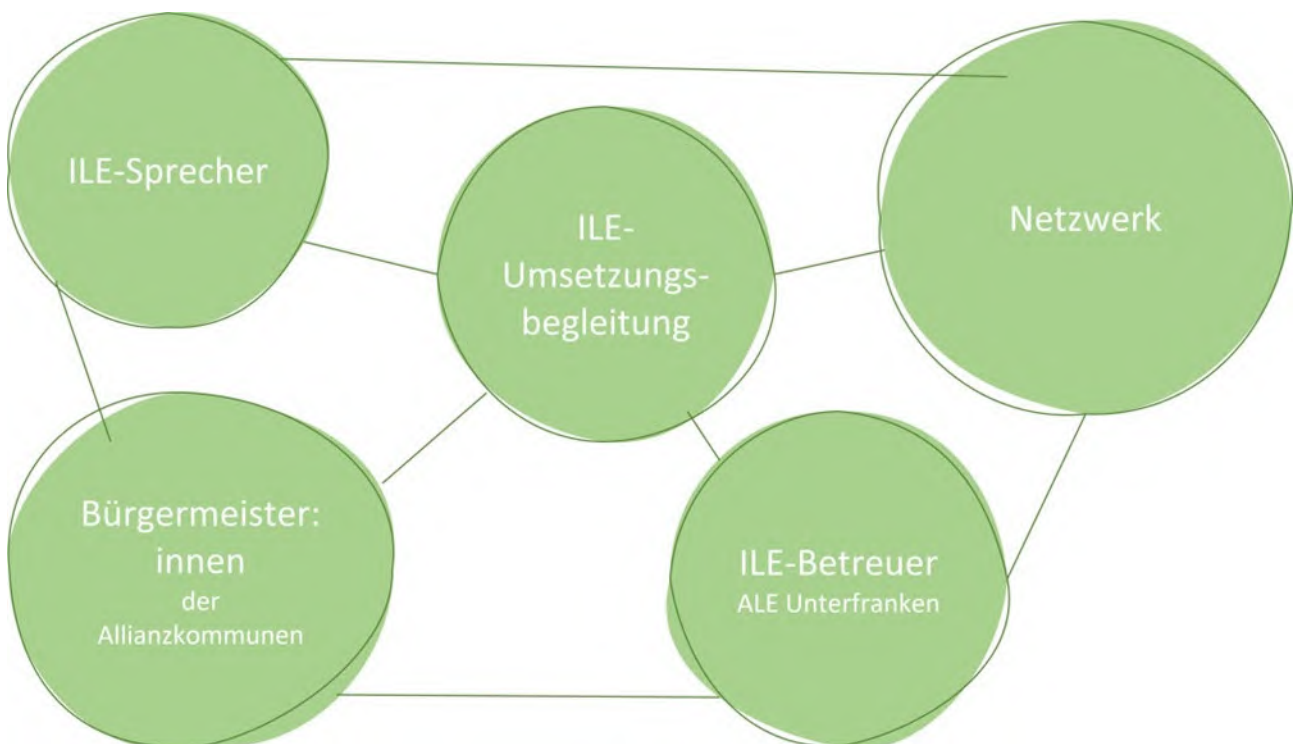 ILE-Sprecher
ILE-
Umsetzungs-
begleitung
Netzwerk
Bürgermeister:
innen
der
Allianzkommunen
ILE-Betreuer
ALE Unterfranken